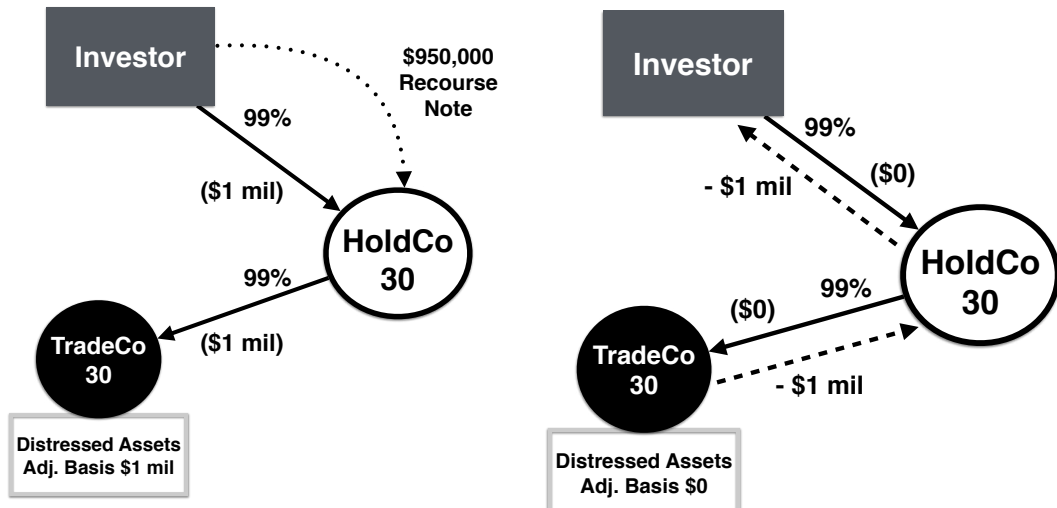 Investor
$950,000
Recourse
Note
99%
($1 mil)
HoldCo
30
99%
($1 mil)
TradeCo
30
Distressed Assets
Adj. Basis $1 mil
Investor
99%
($0)
- $1 mil
HoldCo
30
99%
($0)
TradeCo
30
- $1 mil
Distressed Assets
Adj. Basis $0